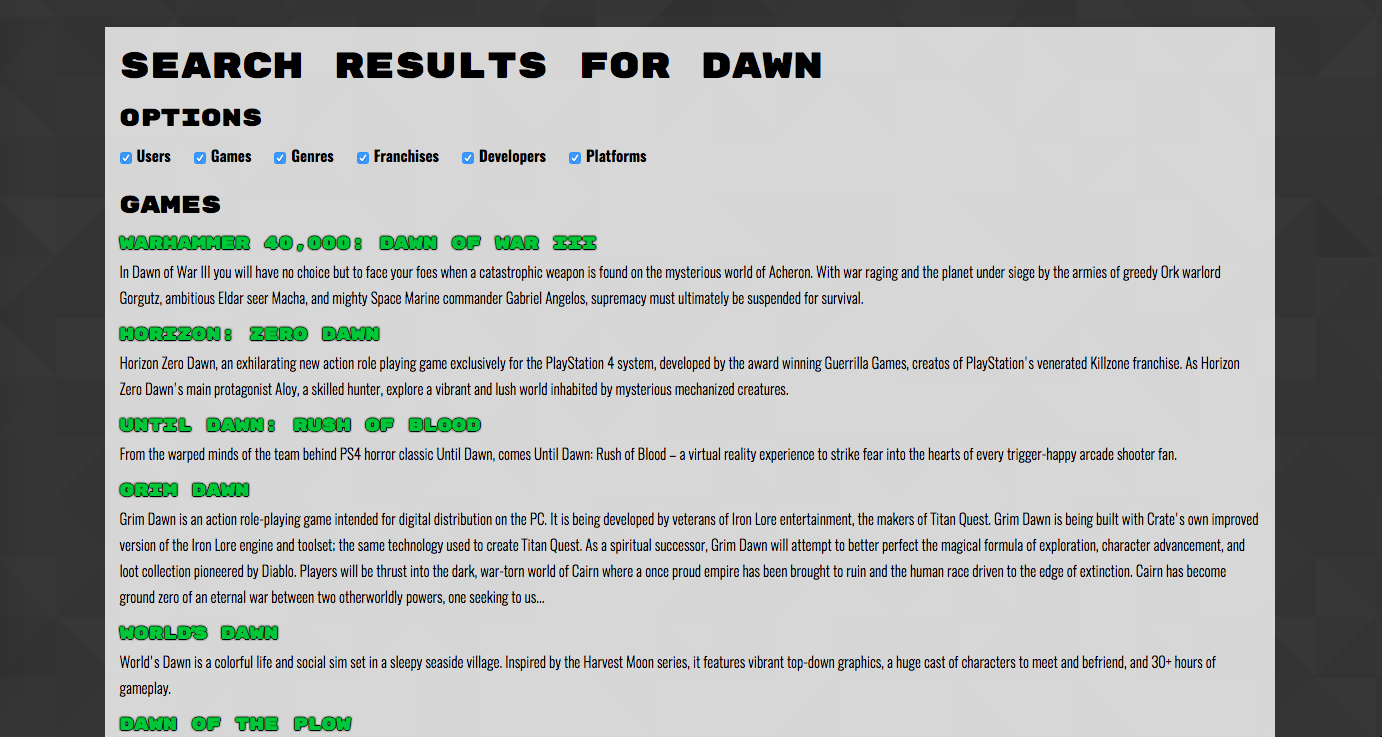 SEARCH RESULTS FOR DAWN
OPTIONS
Users Games Genres Franchises Developers Platforms
GAMES
WARHAMMER 40,000: DAWN OF WAR III
In Dawn of War III you will have no choice but to face your foes when a catastrophic weapon is found on the mysterious world of Acheron. With war raging and the planet under siege by the armies of greedy Ork warlord
Gorgutz, ambitious Eldar seer Macha, and mighty Space Marine commander Gabriel Angelos, supremacy must ultimately be suspended for survival.
HORIZON: ZERO DAWN
Horizon Zero Dawn, an exhilarating new action role playing game exclusively for the PlayStation 4 system, developed by the award winning Guerrilla Games, creatos of PlayStation's venerated Killzone franchise. As Horizon
Zero Dawn's main protagonist Aloy, a skilled hunter, explore a vibrant and lush world inhabited by mysterious mechanized creatures.
UNTIL DAWN: RUSH OF BLOOD
From the warped minds of the team behind PS4 horror classic Until Dawn, comes Until Dawn: Rush of Blood – a virtual reality experience to strike fear into the hearts of every trigger-happy arcade shooter fan.
GRIM DAWN
Grim Dawn is an action role-playing game intended for digital distribution on the PC. It is being developed by veterans of Iron Lore entertainment, the makers of Titan Quest. Grim Dawn is being built with Crate's own improved
version of the Iron Lore engine and toolset; the same technology used to create Titan Quest. As a spiritual successor, Grim Dawn will attempt to better perfect the magical formula of exploration, character advancement, and
loot collection pioneered by Diablo. Players will be thrust into the dark, war-torn world of Cairn where a once proud empire has been brought to ruin and the human race driven to the edge of extinction. Cairn has become
ground zero of an eternal war between two otherworldly powers, one seeking to us...
WORLD'S DAWN
World's Dawn is a colorful life and social sim set in a sleepy seaside village. Inspired by the Harvest Moon series, it features vibrant top-down graphics, a huge cast of characters to meet and befriend, and 30+ hours of
gameplay.
DAWN OF THE PLOW